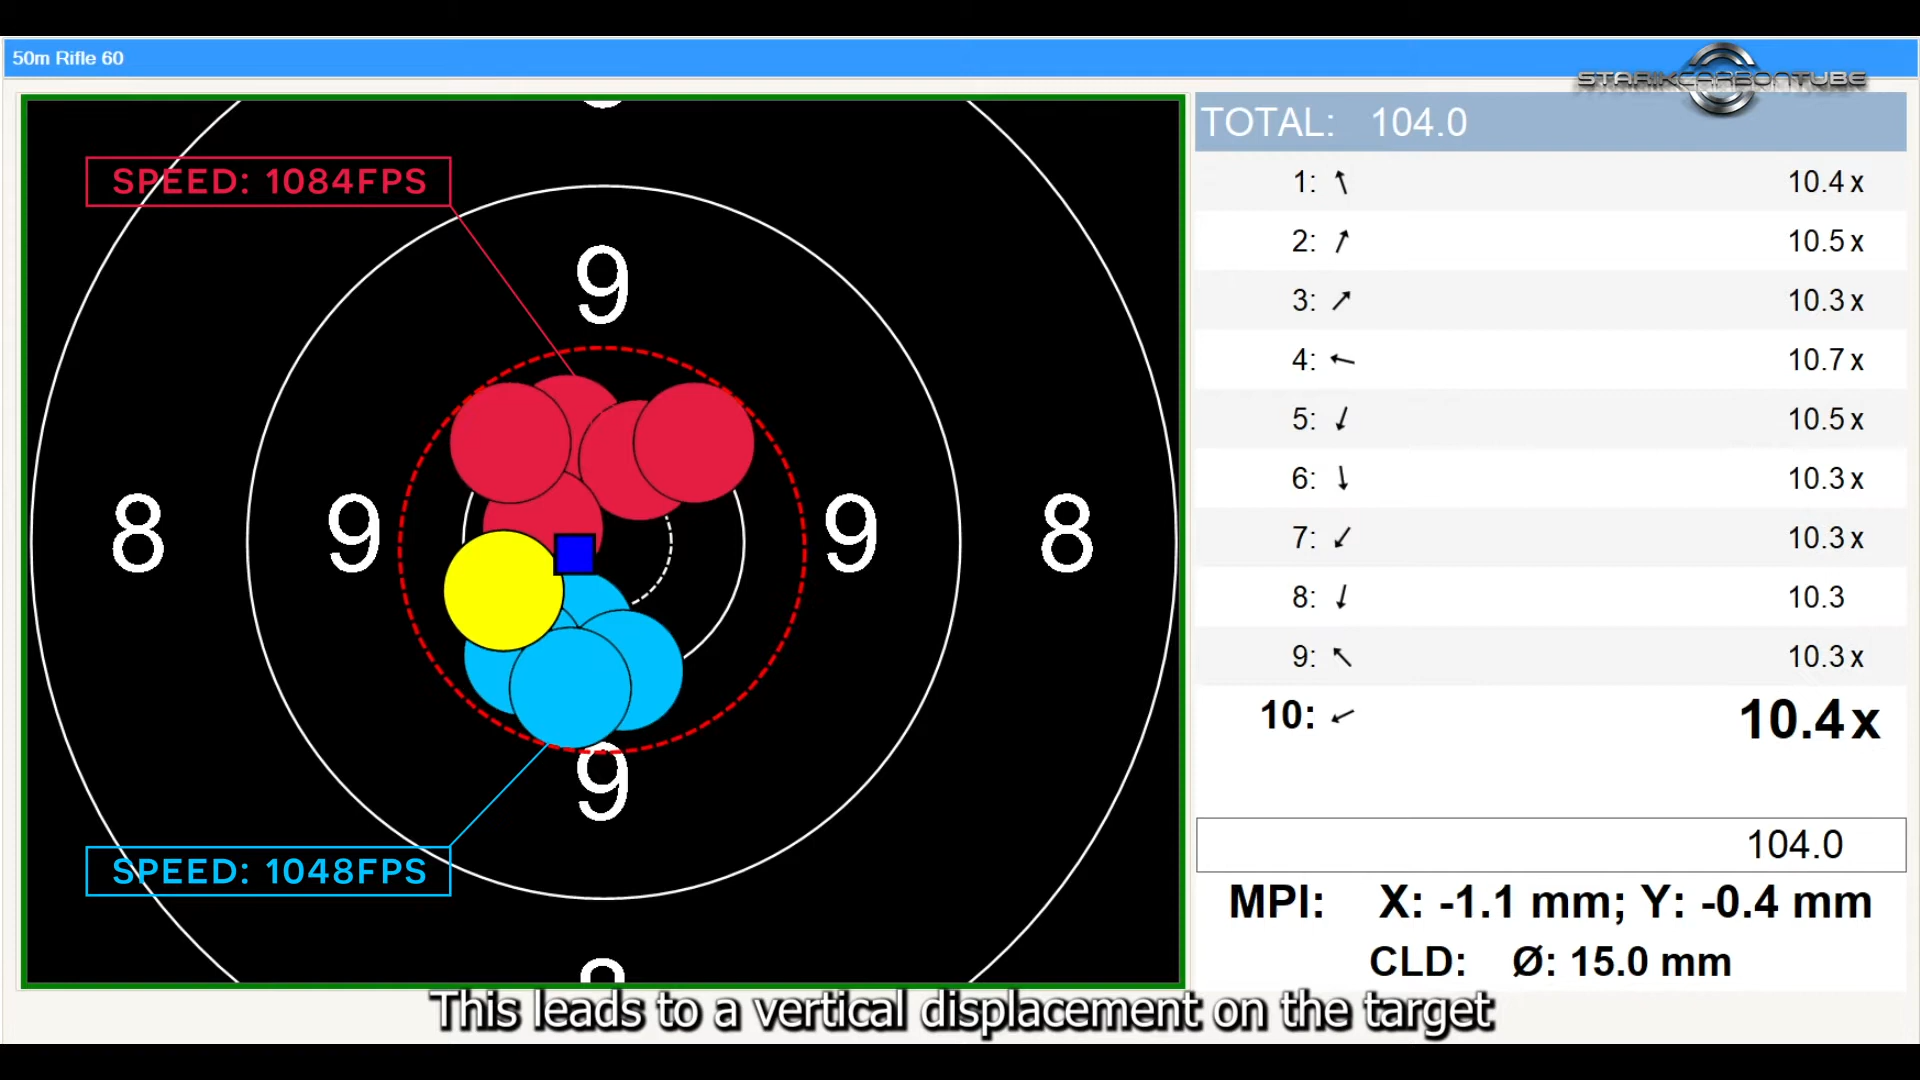 50m Rifle 60
STARIKCARBONTUBE
SPEED: 1084FPS
9
8
9
9
8
9
SPEED: 1048FPS
TOTAL: 104.0
1: 10.4 x
2: 10.5 x
3: 10.3 x
4: 10.7 x
5: 10.5 x
6: 10.3 x
7: 10.3 x
8: 10.3
9: 10.3 x
10: 10.4 x
104.0
MPI: X: -1.1 mm; Y: -0.4 mm
CLD: Ø: 15.0 mm
This leads to a vertical displacement on the target